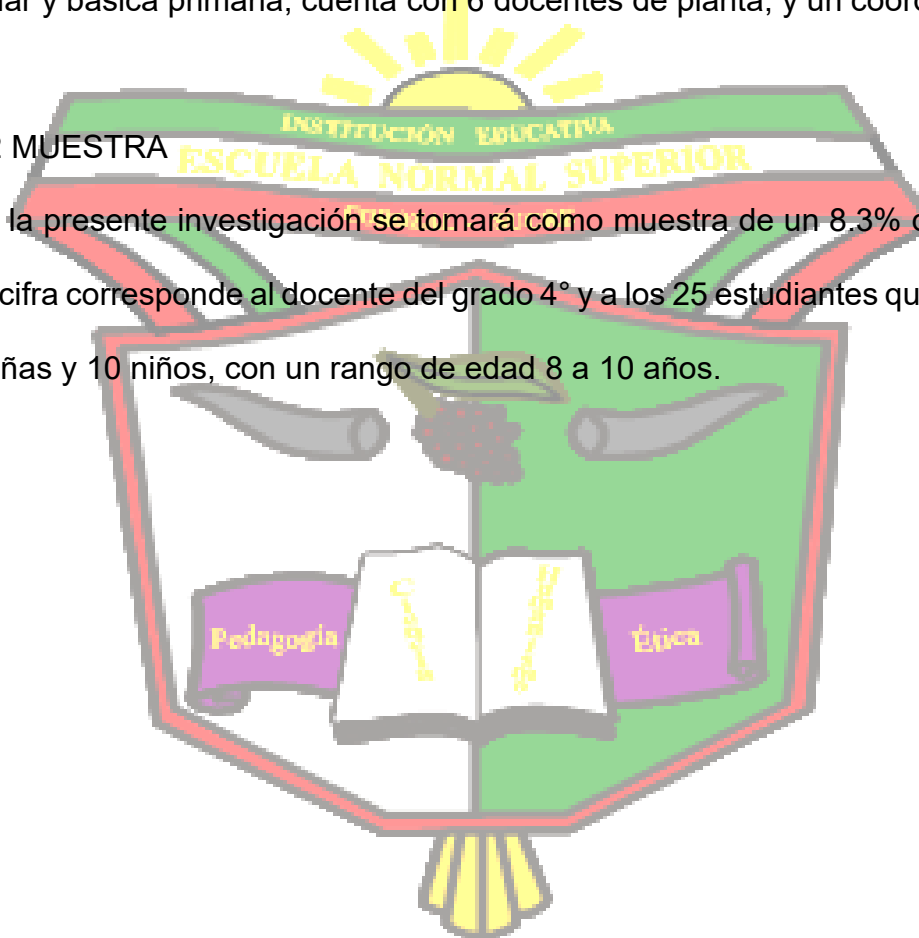 ar y básica primaria, cuenta con 6 docentes de planta, y un coor
INSTITUCIÓN EDUCATIVA
MUESTRA
ESCUELA NORMAL SUPERIOR
la presente investigación se tomará como muestra de un 8.3%
cifra corresponde al docente del grado 4° y a los 25 estudiantes qu
ñas y 10 niños, con un rango de edad 8 a 10 años.
Pedagogía
Ética